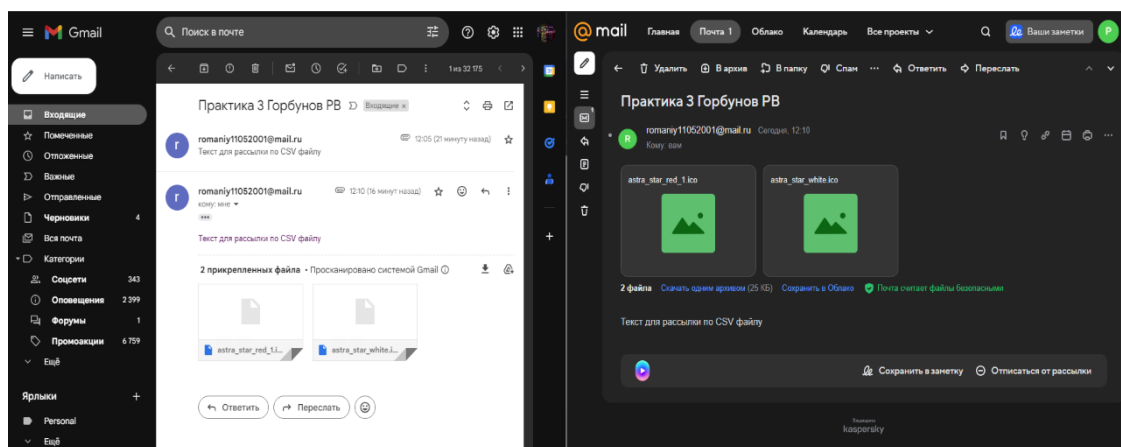 Gmail
Поиск в почте
Написать
Входящие
Помеченные
Отложенные
Важные
Отправленные
Черновики 4
Вся почта
Категории
Соцсети 343
Оповещения 2 399
Форумы 1
Промоакции 6 759
Ещё
Ярлыки +
Personal
Ещё
1 из 32 175
Практика 3 Горбунов РВ Входящие ×
romaniy11052001@mail.ru 12:05 (21 минуту назад)
Текст для рассылки по CSV файлу
romaniy11052001@mail.ru 12:10 (16 минут назад)
кому: мне
Текст для рассылки по CSV файлу
2 прикрепленных файла • Просканировано системой Gmail
astra_star_red_1.i... astra_star_white.i...
Ответить Переслать
@mail Главная Почта 1 Облако Календарь Все проекты Ваши заметки Р
Удалить В архив В папку Спам ... Ответить Переслать
Практика 3 Горбунов РВ
romaniy11052001@mail.ru Сегодня, 12:10
Кому: вам
astra_star_red_1.ico astra_star_white.ico
2 файла Скачать одним архивом (25 КБ) Сохранить в Облако Почта считает файлы безопасными
Текст для рассылки по CSV файлу
Сохранить в заметку Отписаться от рассылки
kaspersky